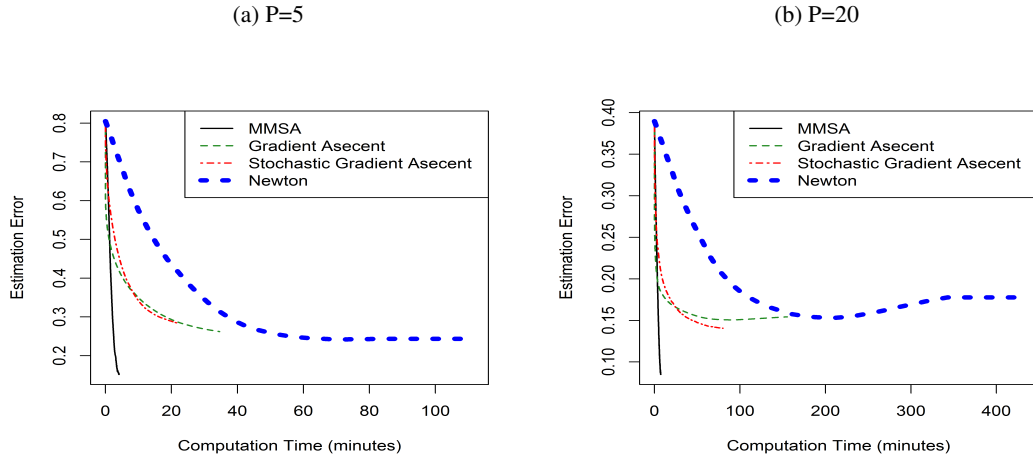 (a) P=5
(b) P=20
Estimation Error
0.8
0.7
0.6
0.5
0.4
0.3
0.2
MMSA
Gradient Asecent
Stochastic Gradient Asecent
Newton
0 20 40 60 80 100
Computation Time (minutes)
Estimation Error
0.40
0.35
0.30
0.25
0.20
0.15
0.10
MMSA
Gradient Asecent
Stochastic Gradient Asecent
Newton
0 100 200 300 400
Computation Time (minutes)